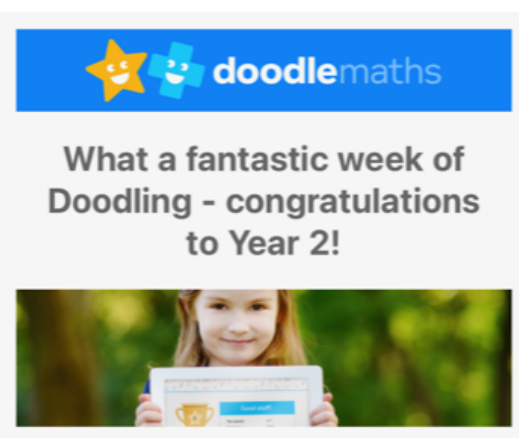 doodlemaths
What a fantastic week of
Doodling - congratulations
to Year 2!
Good stuff!